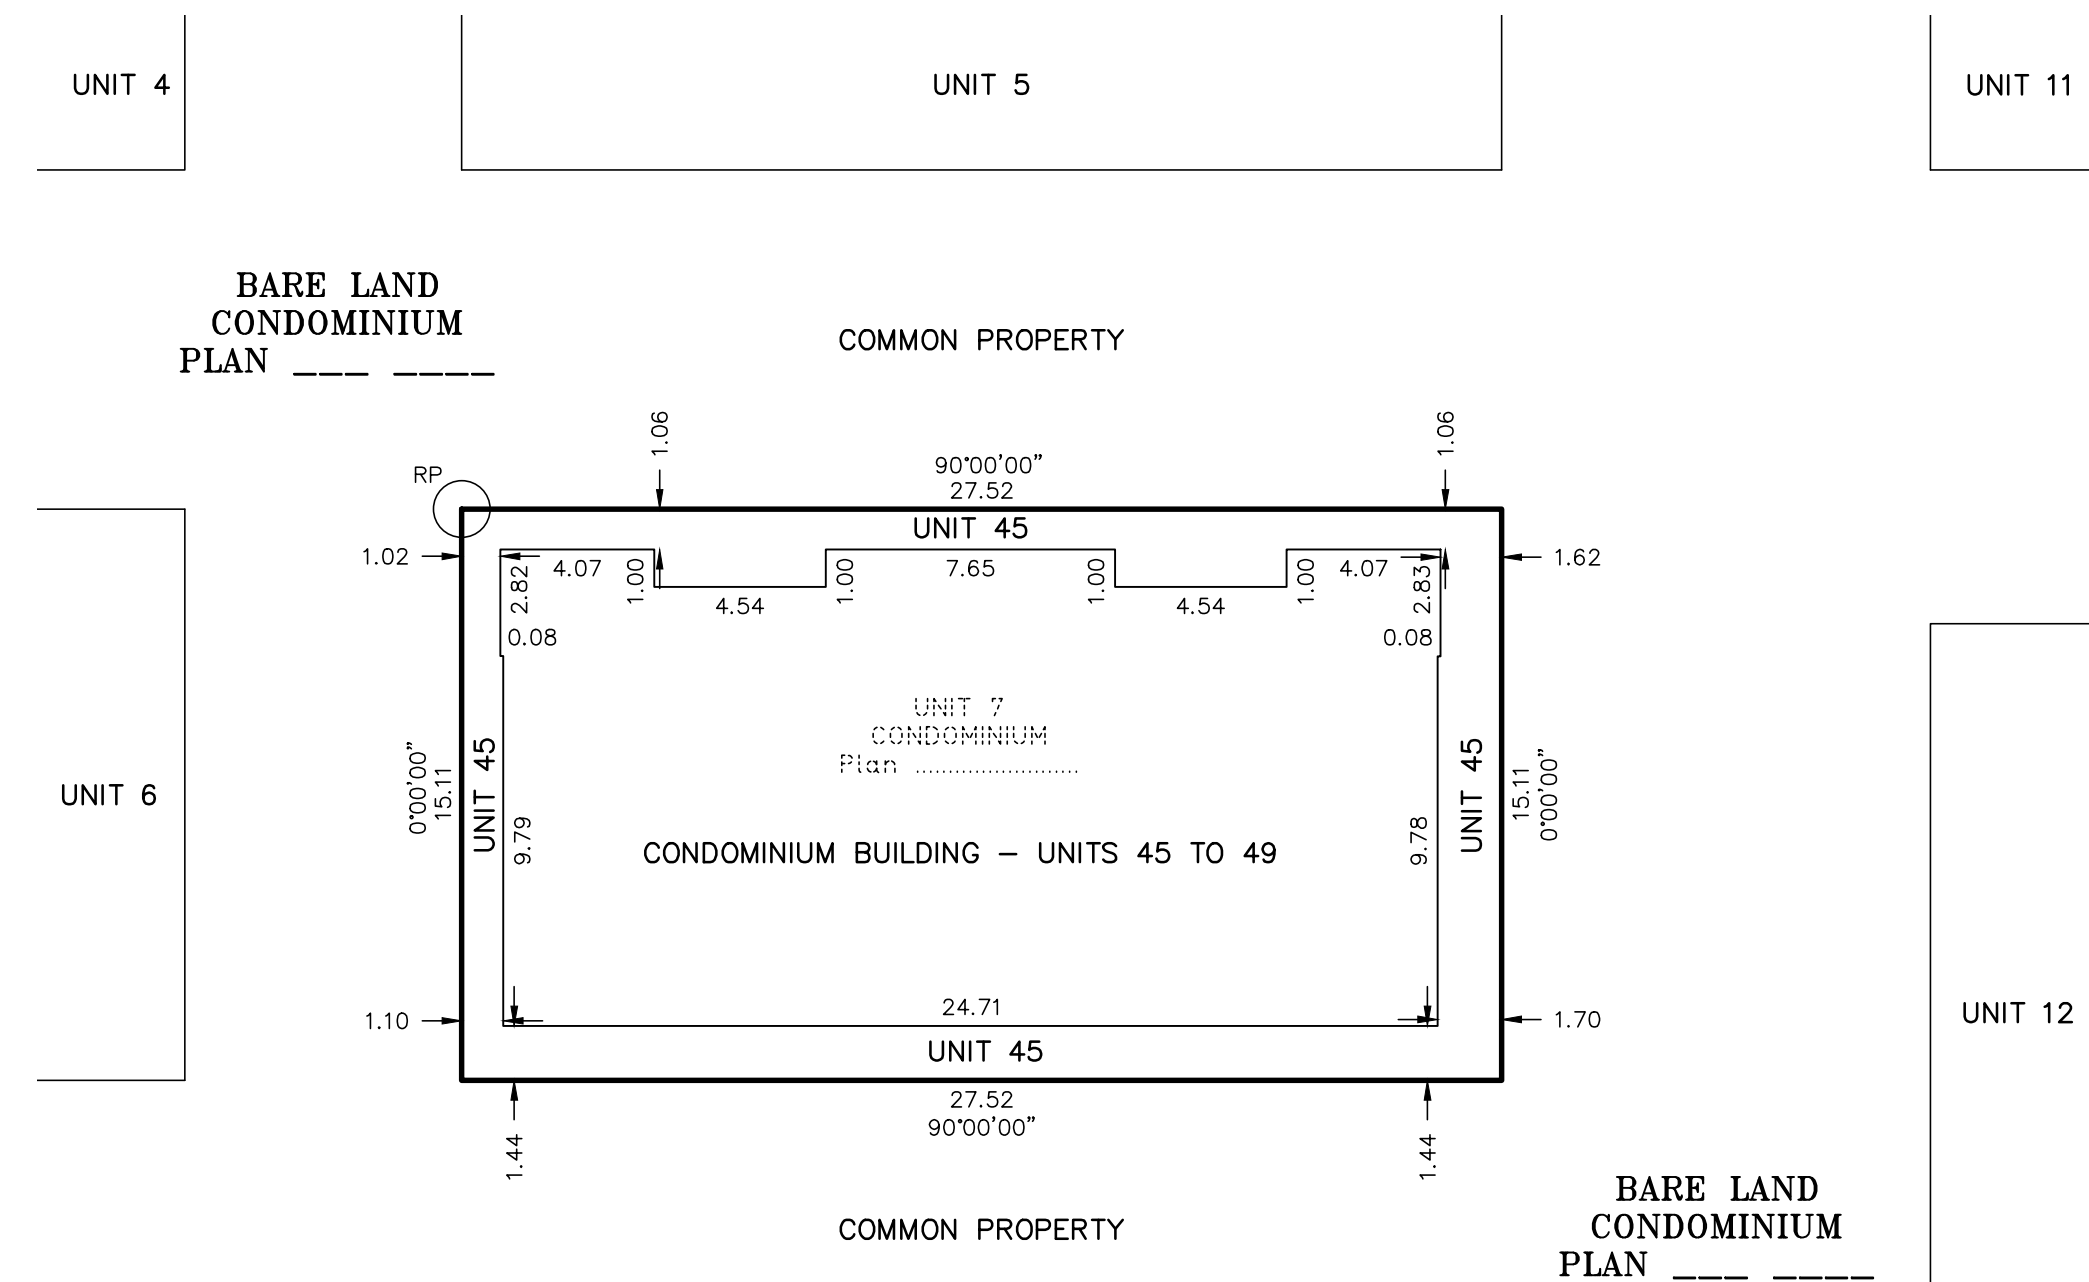 UNIT 4
UNIT 5
UNIT 11
BARE LAND
CONDOMINIUM
PLAN ___ ____
COMMON PROPERTY
1.06
1.06
90°00'00"
27.52
RP
UNIT 45
1.02
4.07
1.00
1.00
7.65
1.00
1.00
4.07
1.62
2.82
2.83
4.54
4.54
0.08
0.08
UNIT 7
CONDOMINIUM
Plan ..........................
UNIT 6
0°00'00"
15.11
UNIT 45
9.79
CONDOMINIUM BUILDING – UNITS 45 TO 49
9.78
UNIT 45
15.11
0°00'00"
24.71
1.10
1.70
UNIT 12
UNIT 45
27.52
90°00'00"
1.44
1.44
COMMON PROPERTY
BARE LAND
CONDOMINIUM
PLAN ___ ____